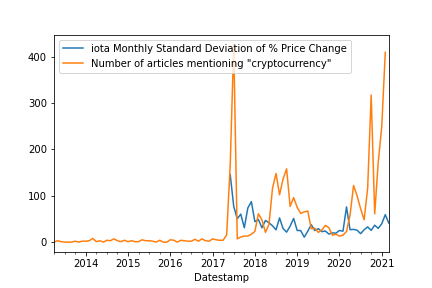 iota Monthly Standard Deviation of % Price Change
Number of articles mentioning "cryptocurrency"
400
300
200
100
0
2014 2015 2016 2017 2018 2019 2020 2021
Datestamp